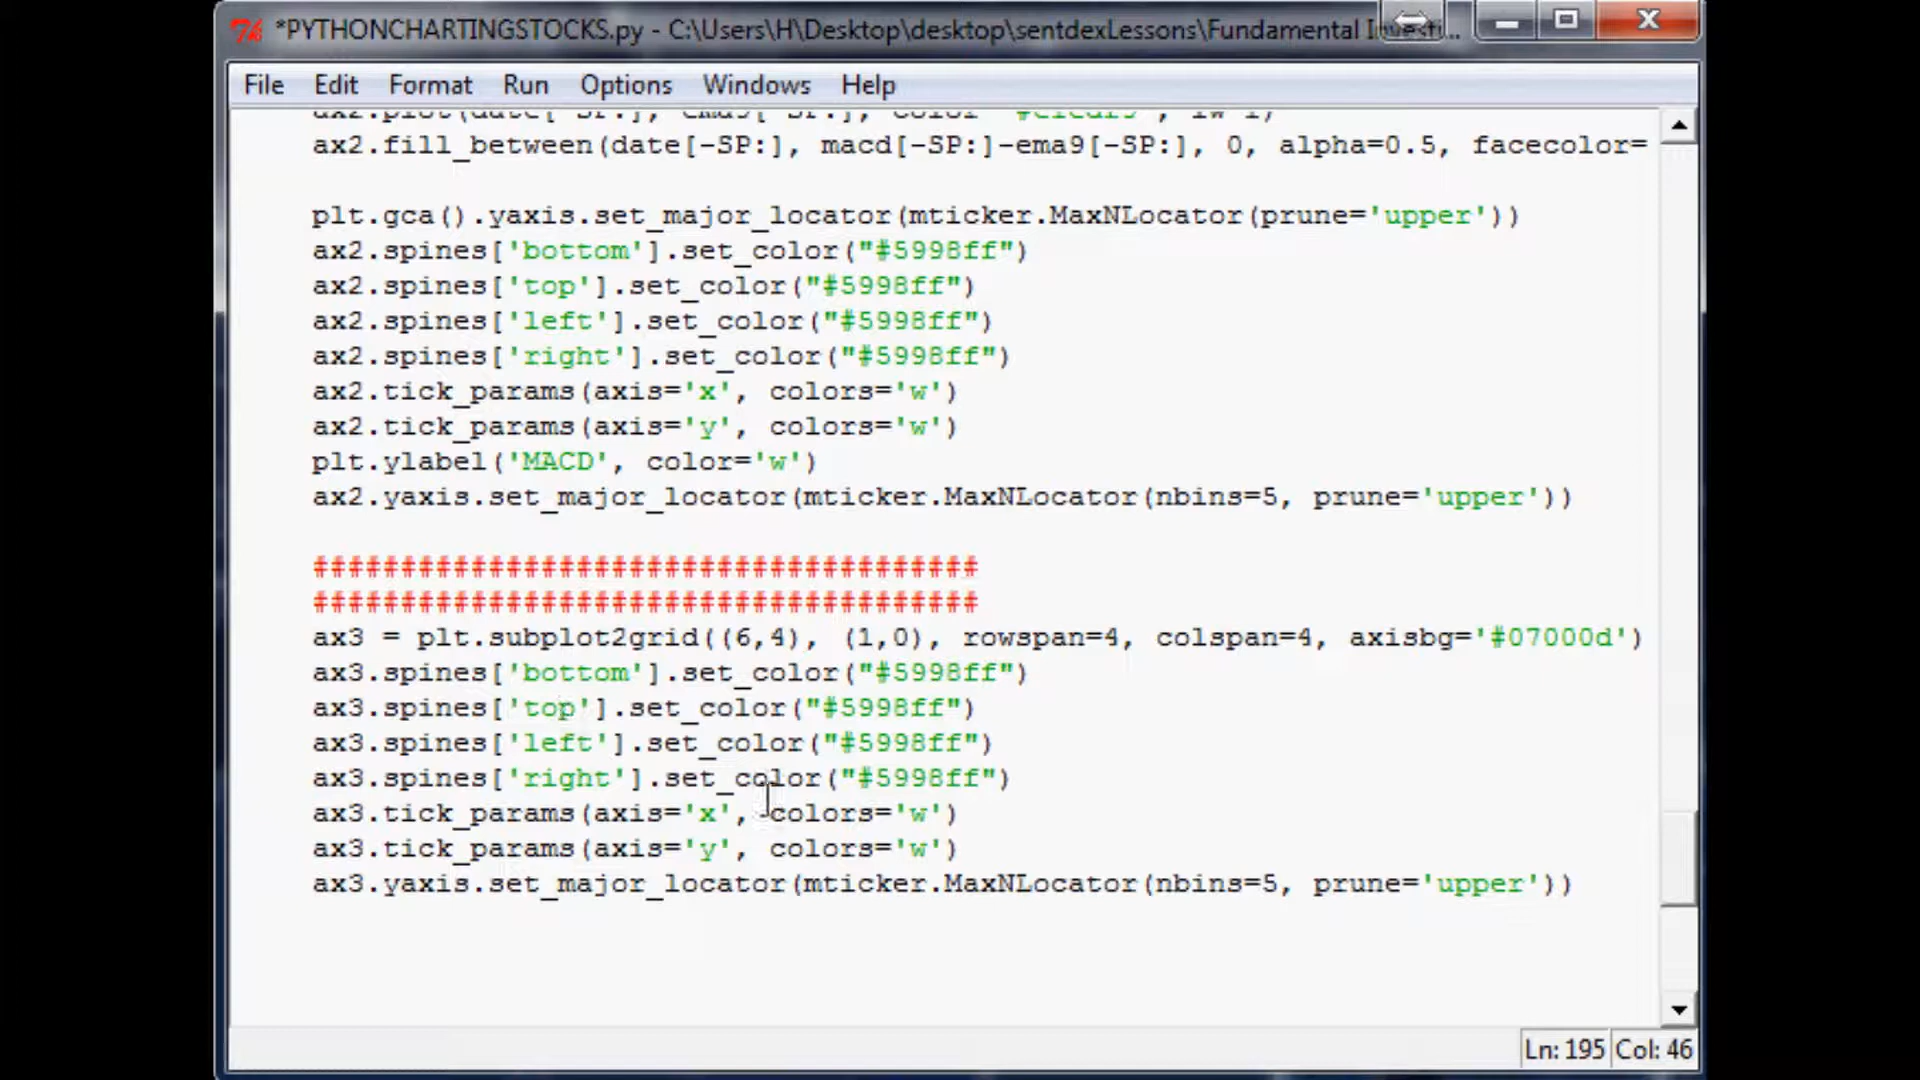 *PYTHONCHARTINGSTOCKS.py - C:\Users\H\Desktop\desktop\sentdexLessons\Fundamental Investi...
File Edit Format Run Options Windows Help
ax2.fill_between(date[-SP:], macd[-SP:]-ema9[-SP:], 0, alpha=0.5, facecolor=
plt.gca().yaxis.set_major_locator(mticker.MaxNLocator(prune='upper'))
ax2.spines['bottom'].set_color("#5998ff")
ax2.spines['top'].set_color("#5998ff")
ax2.spines['left'].set_color("#5998ff")
ax2.spines['right'].set_color("#5998ff")
ax2.tick_params(axis='x', colors='w')
ax2.tick_params(axis='y', colors='w')
plt.ylabel('MACD', color='w')
ax2.yaxis.set_major_locator(mticker.MaxNLocator(nbins=5, prune='upper'))
######################################
######################################
ax3 = plt.subplot2grid((6,4), (1,0), rowspan=4, colspan=4, axisbg='#07000d')
ax3.spines['bottom'].set_color("#5998ff")
ax3.spines['top'].set_color("#5998ff")
ax3.spines['left'].set_color("#5998ff")
ax3.spines['right'].set_color("#5998ff")
ax3.tick_params(axis='x', colors='w')
ax3.tick_params(axis='y', colors='w')
ax3.yaxis.set_major_locator(mticker.MaxNLocator(nbins=5, prune='upper'))
Ln: 195 Col: 46